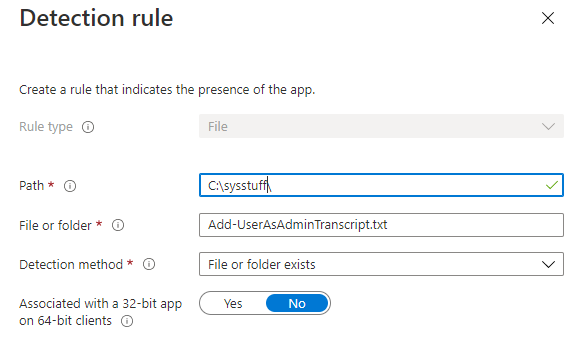 Detection rule
Create a rule that indicates the presence of the app.
Rule type
File
Path *
C:\sysstuff\
File or folder *
Add-UserAsAdminTranscript.txt
Detection method *
File or folder exists
Associated with a 32-bit app
on 64-bit clients
Yes No